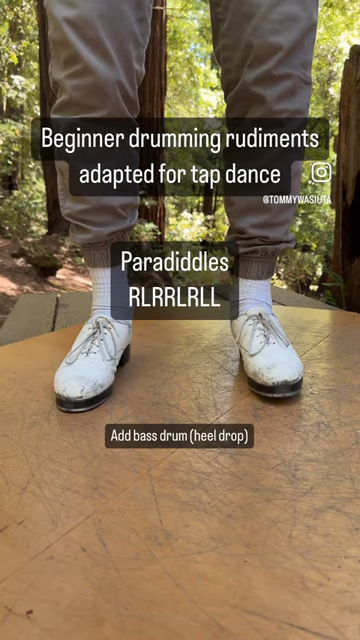 Beginner drumming rudiments
adapted for tap dance
@TOMMYWASIUTA
Paradiddles
RLRRLRLL
Add bass drum (heel drop)